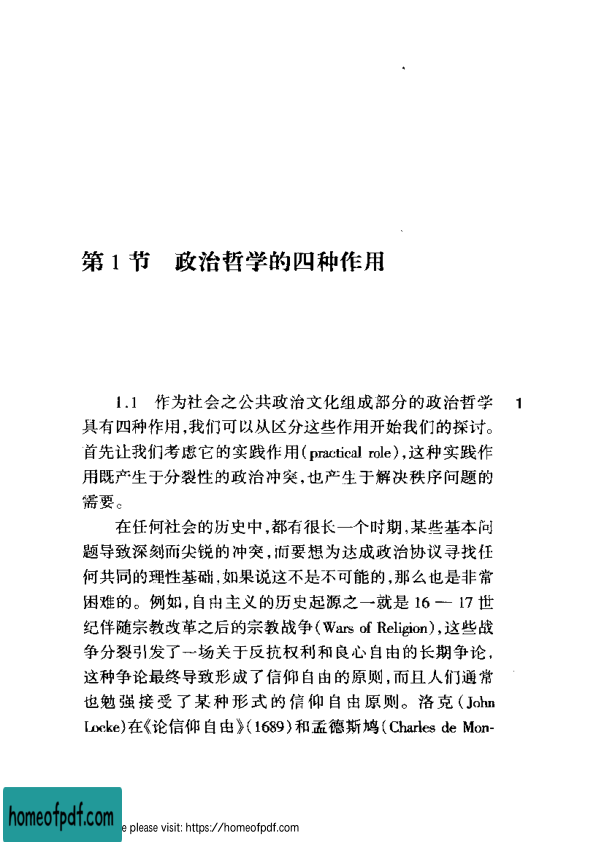 第 1 节 政治哲学的四种作用
1.1 作为社会之公共政治文化组成部分的政治哲学 1
具有四种作用,我们可以从区分这些作用开始我们的探讨。
首先让我们考虑它的实践作用(practical role),这种实践作
用既产生于分裂性的政治冲突,也产生于解决秩序问题的
需要。
在任何社会的历史中,都有很长一个时期,某些基本问
题导致深刻而尖锐的冲突,而要想为达成政治协议寻找任
何共同的理性基础,如果说这不是不可能的,那么也是非常
困难的。例如,自由主义的历史起源之一就是 16 — 17 世
纪伴随宗教改革之后的宗教战争(Wars of Religion),这些战
争分裂引发了一场关于反抗权利和良心自由的长期争论,
这种争论最终导致形成了信仰自由的原则,而且人们通常
也勉强接受了某种形式的信仰自由原则。洛克(John
Locke)在《论信仰自由》(1689)和孟德斯鸠(Charles de Mon-
homeofpdf.com
e please visit: https://homeofpdf.com